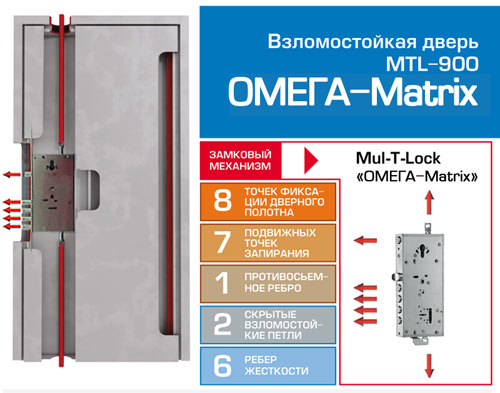 Взломостойкая дверь
MTL-900
ОМЕГА-Matrix
ЗАМКОВЫЙ
МЕХАНИЗМ
Mul-T-Lock
«ОМЕГА-Matrix»
8
ТОЧЕК ФИКСА-
ЦИИ ДВЕРНОГО
ПОЛОТНА
7
ПОДВИЖНЫХ
ТОЧЕК
ЗАПИРАНИЯ
1
ПРОТИВОСЬЕМ-
НОЕ РЕБРО
2
СКРЫТЫЕ
ВЗЛОМОСТОЙ-
КИЕ ПЕТЛИ
6
РЕБЕР
ЖЕСТКОСТИ